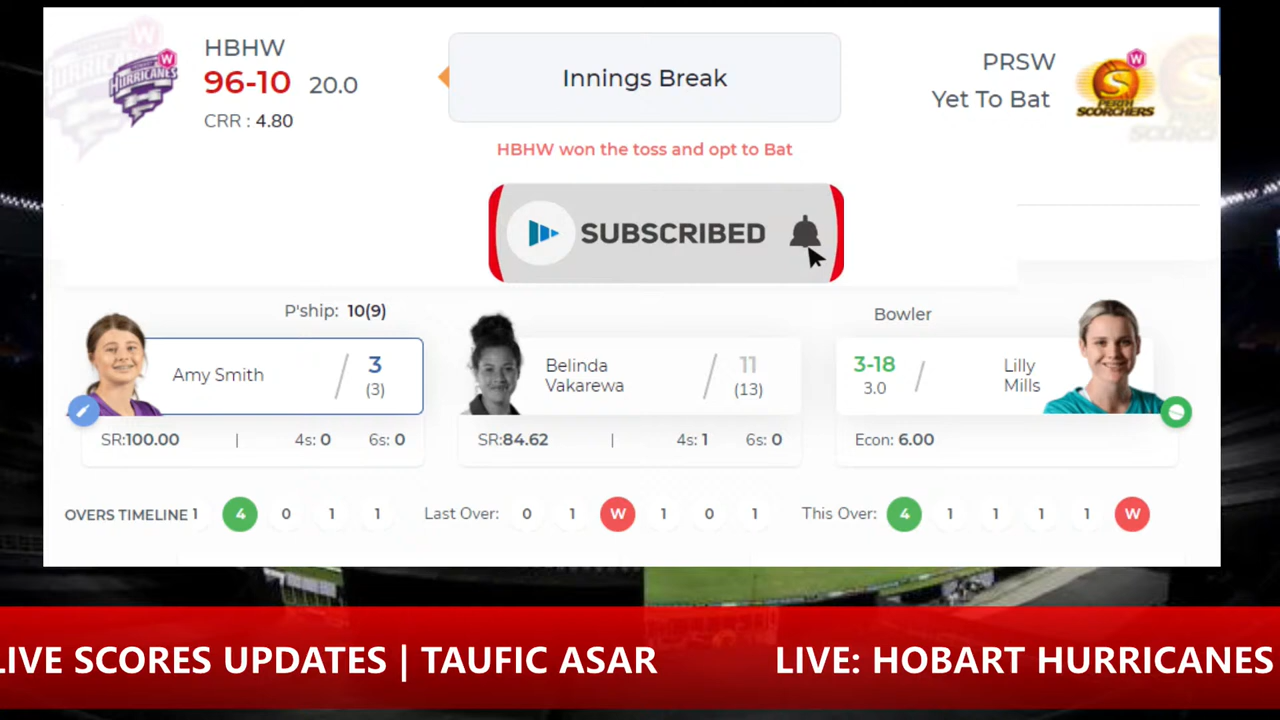 HBHW
96-10 20.0
CRR : 4.80
Innings Break
HBHW won the toss and opt to Bat
PRSW
Yet To Bat
HURRICANES
W
PERTH
SCORCHERS
W
SUBSCRIBED
P'ship: 10(9)
Amy Smith
3
(3)
SR:100.00 | 4s: 0 6s: 0
Belinda
Vakarewa
11
(13)
SR:84.62 | 4s: 1 6s: 0
Bowler
3-18
3.0
Lilly
Mills
Econ: 6.00
OVERS TIMELINE 1 4 0 1 1 Last Over: 0 1 W 1 0 1 This Over: 4 1 1 1 1 W
LIVE SCORES UPDATES | TAUFIC ASAR LIVE: HOBART HURRICANES